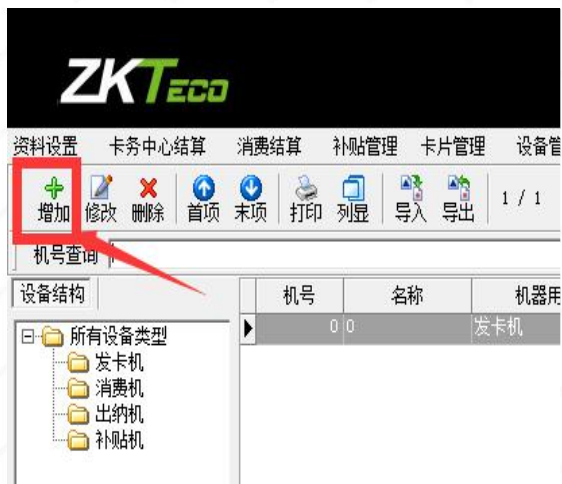 ZKTeco
资料设置 卡务中心结算 消费结算 补贴管理 卡片管理 设备管
增加 修改 删除 首项 末项 打印 列显 导入 导出 1 / 1
机号查询
设备结构 机号 名称 机器用
0 0 发卡机
所有设备类型
发卡机
消费机
出纳机
补贴机